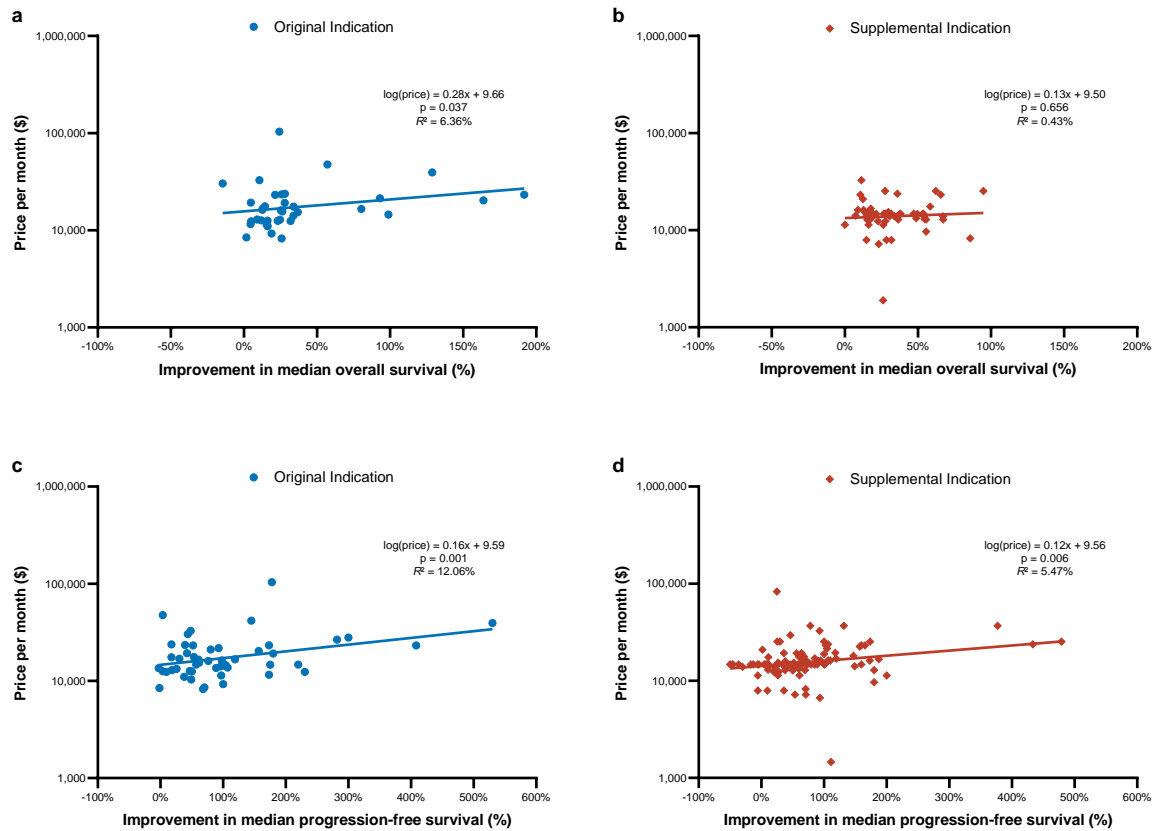 a
Original Indication
1,000,000
100,000
10,000
1,000
Price per month ($)
log(price) = 0.28x + 9.66
p = 0.037
R² = 6.36%
-100%
-50%
0%
50%
100%
150%
200%
Improvement in median overall survival (%)
b
Supplemental Indication
1,000,000
100,000
10,000
1,000
Price per month ($)
log(price) = 0.13x + 9.50
p = 0.656
R² = 0.43%
-100%
-50%
0%
50%
100%
150%
200%
Improvement in median overall survival (%)
c
Original Indication
1,000,000
100,000
10,000
1,000
Price per month ($)
log(price) = 0.16x + 9.59
p = 0.001
R² = 12.06%
-100%
0%
100%
200%
300%
400%
500%
600%
Improvement in median progression-free survival (%)
d
Supplemental Indication
1,000,000
100,000
10,000
1,000
Price per month ($)
log(price) = 0.12x + 9.56
p = 0.006
R² = 5.47%
-100%
0%
100%
200%
300%
400%
500%
600%
Improvement in median progression-free survival (%)